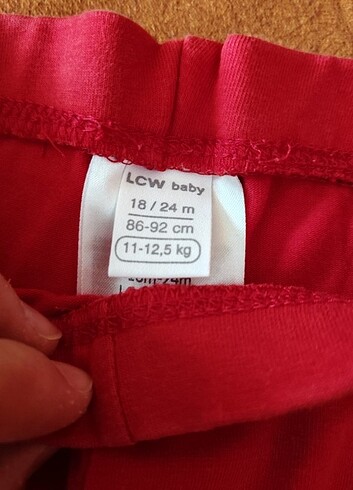 LCW baby
18 / 24 m
86-92 cm
11-12,5 kg